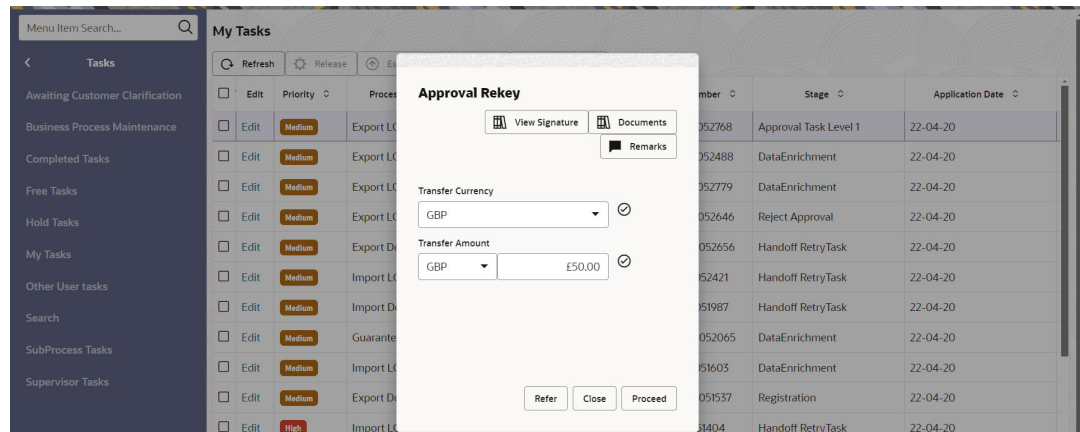 Menu Item Search...
My Tasks
Tasks
Refresh Release
Approval Rekey
Awaiting Customer Clarification
Edit Priority Stage Application Date
View Signature Documents
Business Process Maintenance
Edit Medium Export 052768 Approval Task Level 1 22-04-20
Remarks
Completed Tasks
Edit Medium Export 052488 DataEnrichment 22-04-20
Free Tasks
Edit Medium Export 052779 DataEnrichment 22-04-20
Transfer Currency
Hold Tasks
Edit Medium Export 052646 Reject Approval 22-04-20
GBP
My Tasks
Edit Medium Export 052656 Handoff RetryTask 22-04-20
Transfer Amount
GBP £50.00
Other User tasks
Edit Medium Import 052421 Handoff RetryTask 22-04-20
Search
Edit Medium Import 051987 Handoff RetryTask 22-04-20
SubProcess Tasks
Edit Medium Guarante 052065 DataEnrichment 22-04-20
Supervisor Tasks
Edit Medium Import 051603 DataEnrichment 22-04-20
Edit Medium Export 051537 Registration 22-04-20
Refer Close Proceed
Edit High Import 51404 Handoff RetryTask 22-04-20